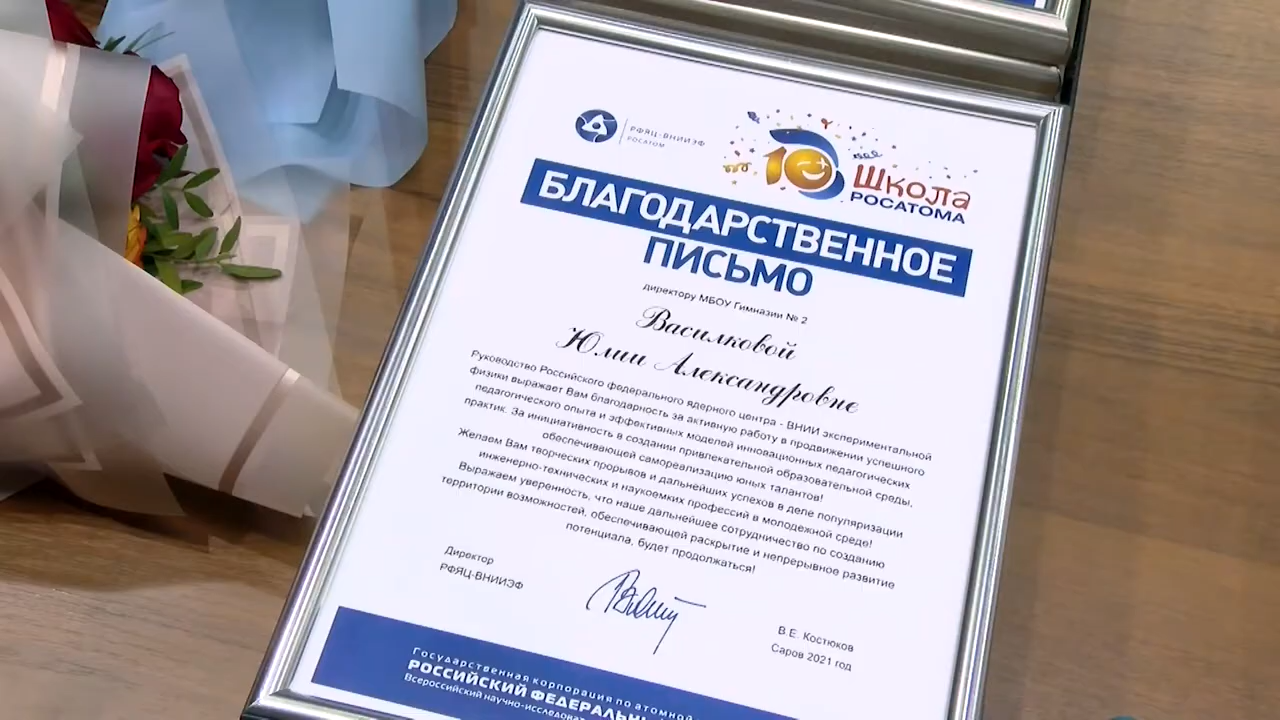 РФЯЦ-ВНИИЭФ
РОСАТОМ
10
Школа
РОСАТОМА
БЛАГОДАРСТВЕННОЕ
ПИСЬМО
директору МБОУ Гимназии № 2
Василковой
Юлии Александровне
Руководство Российского федерального ядерного центра - ВНИИ экспериментальной
физики выражает Вам благодарность за активную работу в продвижении успешного
педагогического опыта и эффективных моделей инновационных педагогических
практик. За инициативность в создании привлекательной образовательной среды,
обеспечивающей самореализацию юных талантов!
Желаем Вам творческих прорывов и дальнейших успехов в деле популяризации
инженерно-технических и наукоемких профессий в молодежной среде!
Выражаем уверенность, что наше дальнейшее сотрудничество по созданию
территории возможностей, обеспечивающей раскрытие и непрерывное развитие
потенциала, будет продолжаться!
Директор
РФЯЦ-ВНИИЭФ
В.Е. Костюков
Саров 2021 год
Государственная корпорация по атомной
РОССИЙСКИЙ ФЕДЕРАЛЬН
Всероссийский научно-исследоват